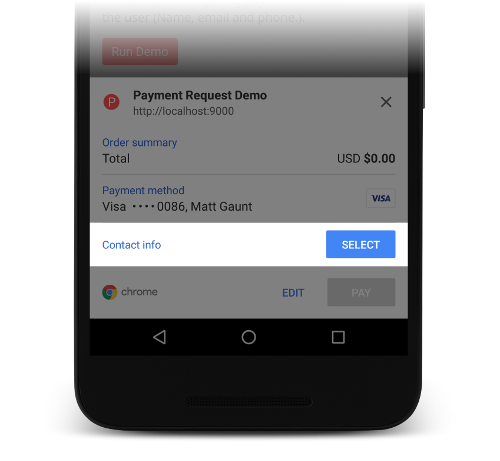 the user (Name, email and phone.).
Run Demo
P
Payment Request Demo
http://localhost:9000
Order summary
Total USD $0.00
Payment method
Visa ････0086, Matt Gaunt VISA
Contact info SELECT
chrome EDIT PAY